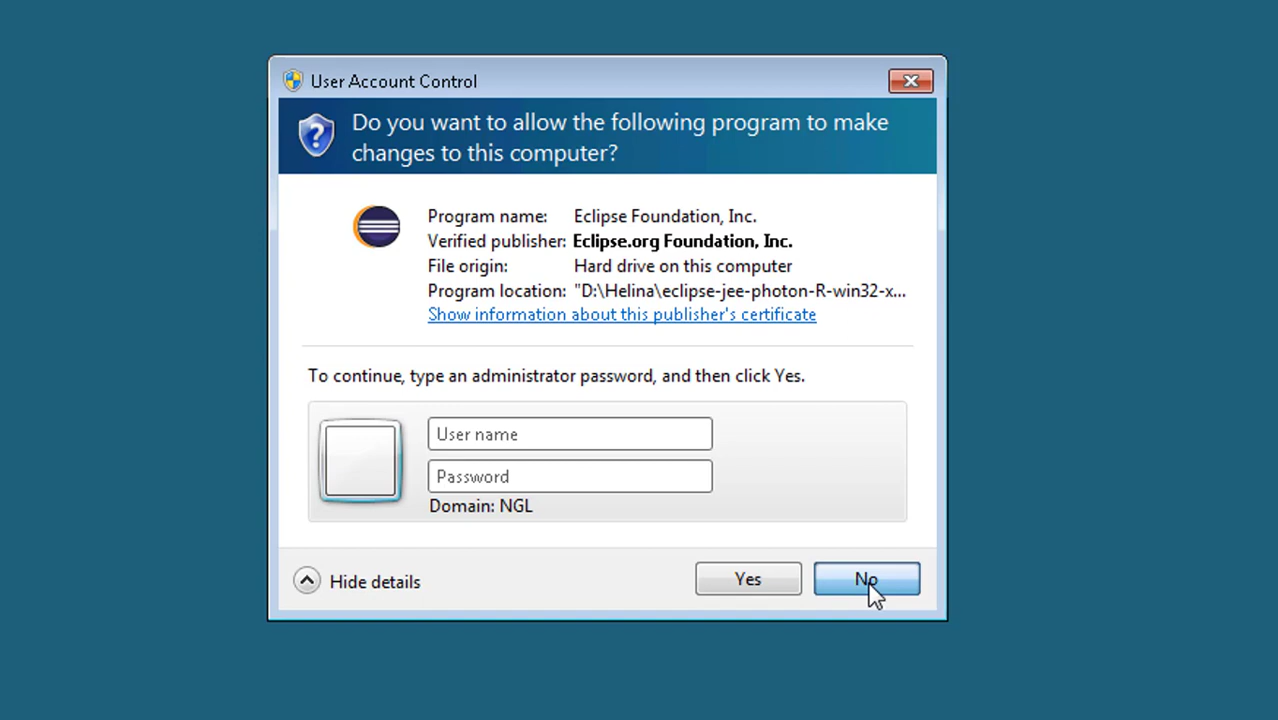 User Account Control
Do you want to allow the following program to make
changes to this computer?
Program name: Eclipse Foundation, Inc.
Verified publisher: Eclipse.org Foundation, Inc.
File origin: Hard drive on this computer
Program location: "D:\Helina\eclipse-jee-photon-R-win32-x...
Show information about this publisher's certificate
To continue, type an administrator password, and then click Yes.
User name
Password
Domain: NGL
Hide details Yes No